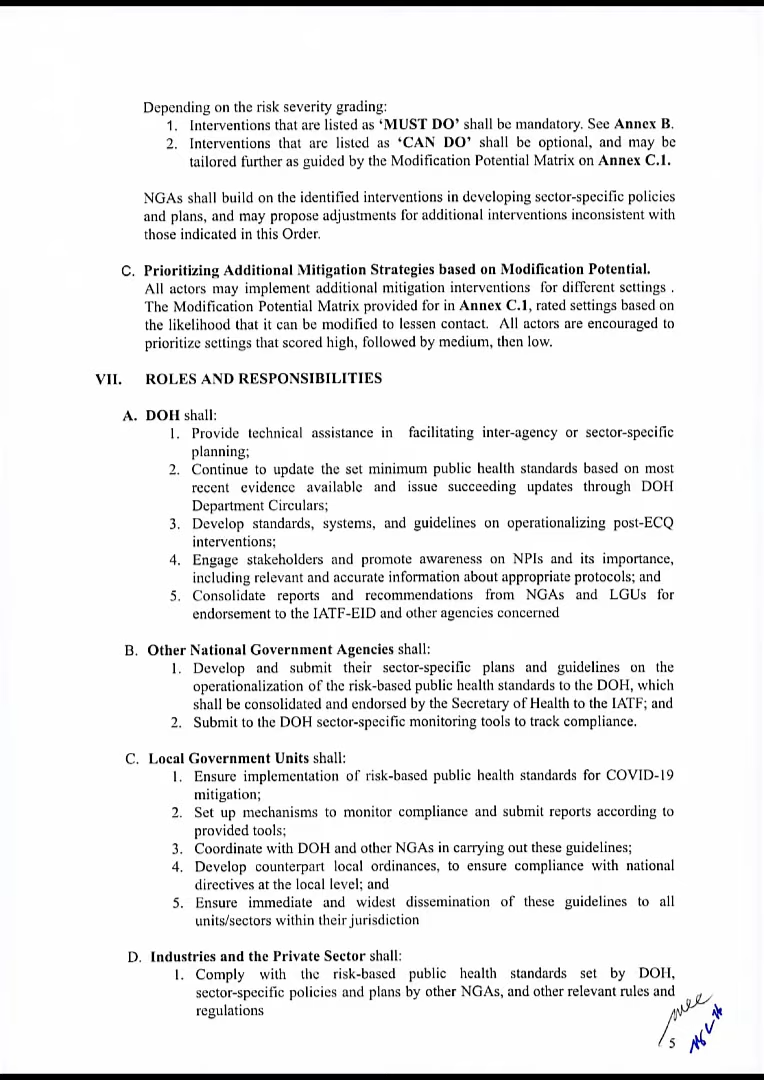 Depending on the risk severity grading:
1. Interventions that are listed as ‘MUST DO’ shall be mandatory. See Annex B.
2. Interventions that are listed as ‘CAN DO’ shall be optional, and may be
tailored further as guided by the Modification Potential Matrix on Annex C.1.
NGAs shall build on the identified interventions in developing sector-specific policies
and plans, and may propose adjustments for additional interventions inconsistent with
those indicated in this Order.
C. Prioritizing Additional Mitigation Strategies based on Modification Potential.
All actors may implement additional mitigation interventions for different settings .
The Modification Potential Matrix provided for in Annex C.1, rated settings based on
the likelihood that it can be modified to lessen contact. All actors are encouraged to
prioritize settings that scored high, followed by medium, then low.
VII. ROLES AND RESPONSIBILITIES
A. DOH shall:
1. Provide technical assistance in facilitating inter-agency or sector-specific
planning;
2. Continue to update the set minimum public health standards based on most
recent evidence available and issue succeeding updates through DOH
Department Circulars;
3. Develop standards, systems, and guidelines on operationalizing post-ECQ
interventions;
4. Engage stakeholders and promote awareness on NPIs and its importance,
including relevant and accurate information about appropriate protocols; and
5. Consolidate reports and recommendations from NGAs and LGUs for
endorsement to the IATF-EID and other agencies concerned
B. Other National Government Agencies shall:
1. Develop and submit their sector-specific plans and guidelines on the
operationalization of the risk-based public health standards to the DOH, which
shall be consolidated and endorsed by the Secretary of Health to the IATF; and
2. Submit to the DOH sector-specific monitoring tools to track compliance.
C. Local Government Units shall:
1. Ensure implementation of risk-based public health standards for COVID-19
mitigation;
2. Set up mechanisms to monitor compliance and submit reports according to
provided tools;
3. Coordinate with DOH and other NGAs in carrying out these guidelines;
4. Develop counterpart local ordinances, to ensure compliance with national
directives at the local level; and
5. Ensure immediate and widest dissemination of these guidelines to all
units/sectors within their jurisdiction
D. Industries and the Private Sector shall:
1. Comply with the risk-based public health standards set by DOH,
sector-specific policies and plans by other NGAs, and other relevant rules and
regulations
5